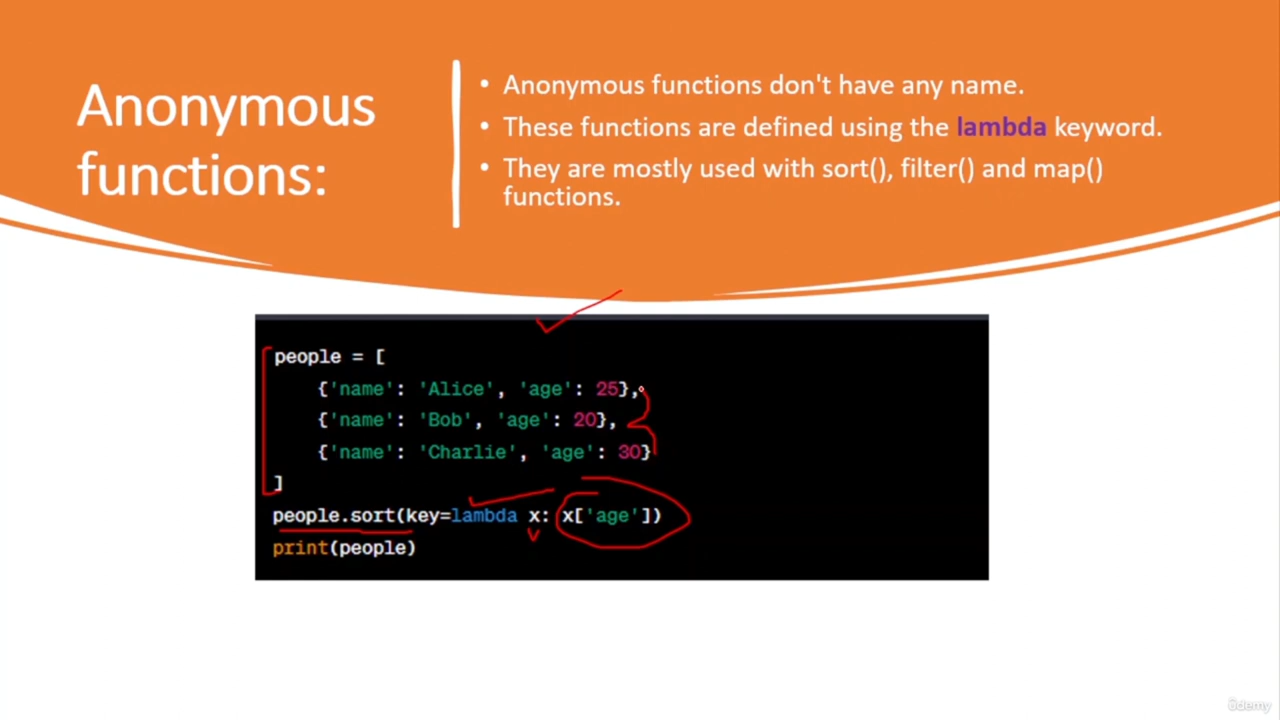 Anonymous
functions:
• Anonymous functions don't have any name.
• These functions are defined using the lambda keyword.
• They are mostly used with sort(), filter() and map()
functions.
people = [
    {'name': 'Alice', 'age': 25},
    {'name': 'Bob', 'age': 20},
    {'name': 'Charlie', 'age': 30}
]
people.sort(key=lambda x: x['age'])
print(people)
ûdemy